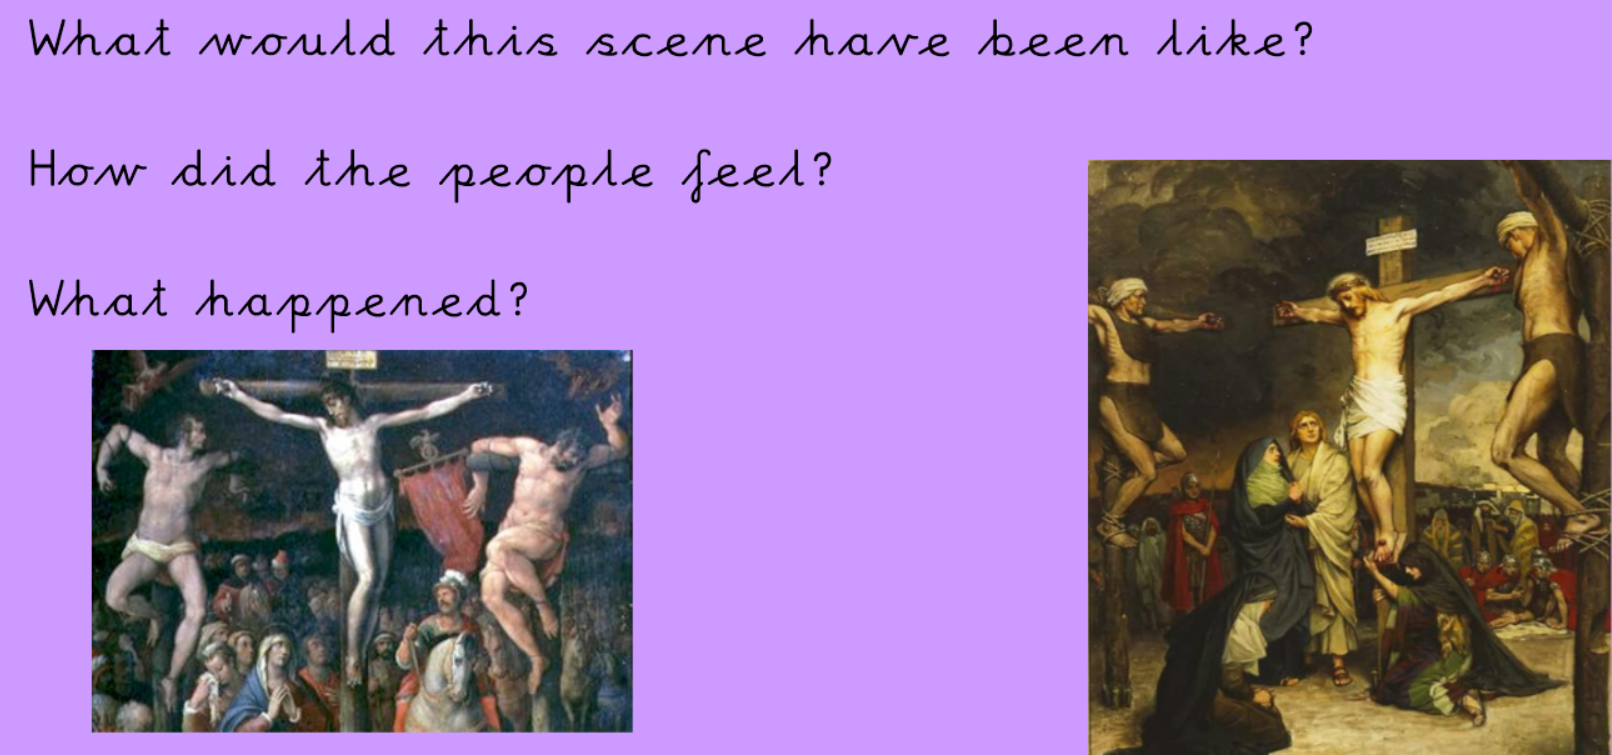 What would this scene have been like?
How did the people feel?
What happened?